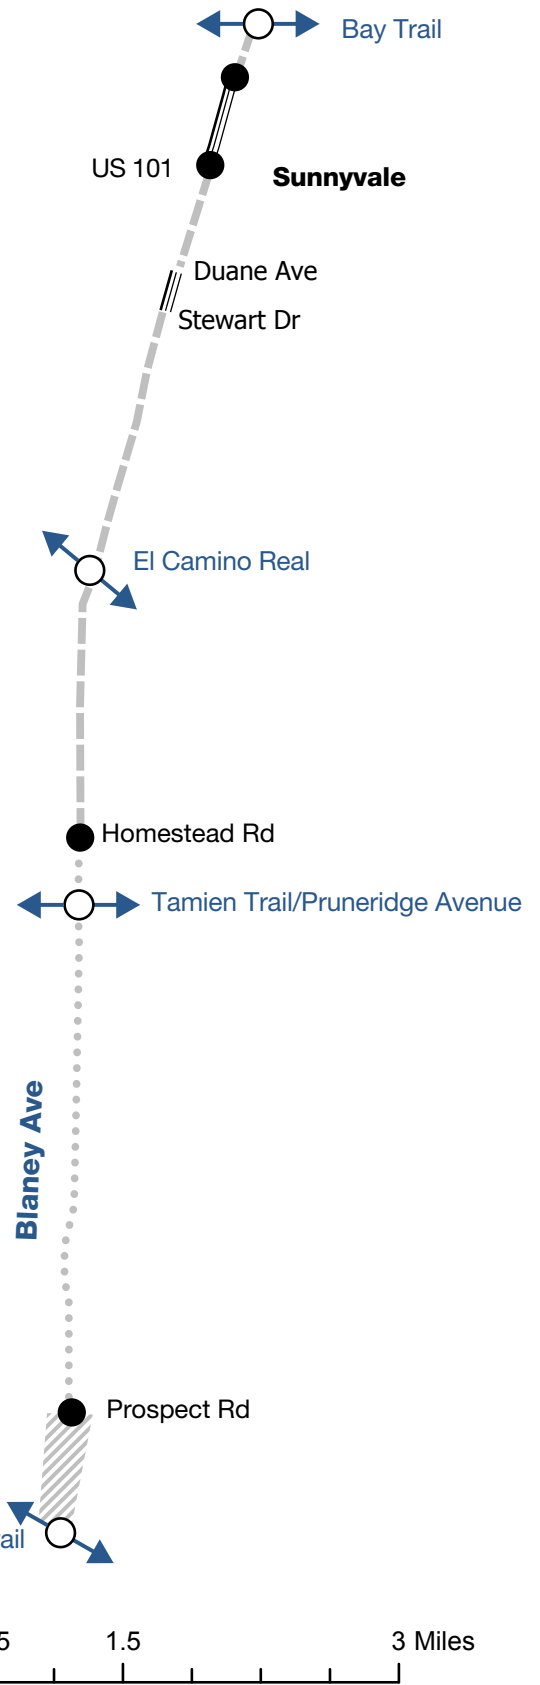 Bay Trail
US 101
Sunnyvale
Duane Ave
Stewart Dr
El Camino Real
Homestead Rd
Tamien Trail/Pruneridge Avenue
Blaney Ave
Prospect Rd
ail
5 1.5 3 Miles